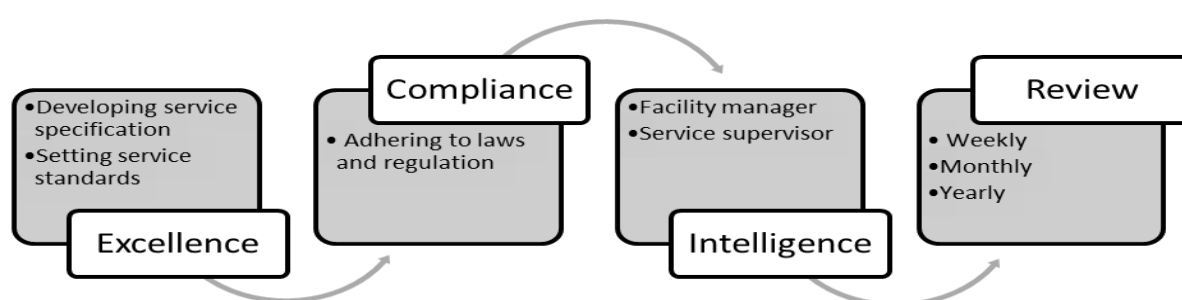 •Developing service
specification
•Setting service
standards
Excellence
Compliance
• Adhering to laws
and regulation
•Facility manager
•Service supervisor
Intelligence
Review
• Weekly
•Monthly
•Yearly